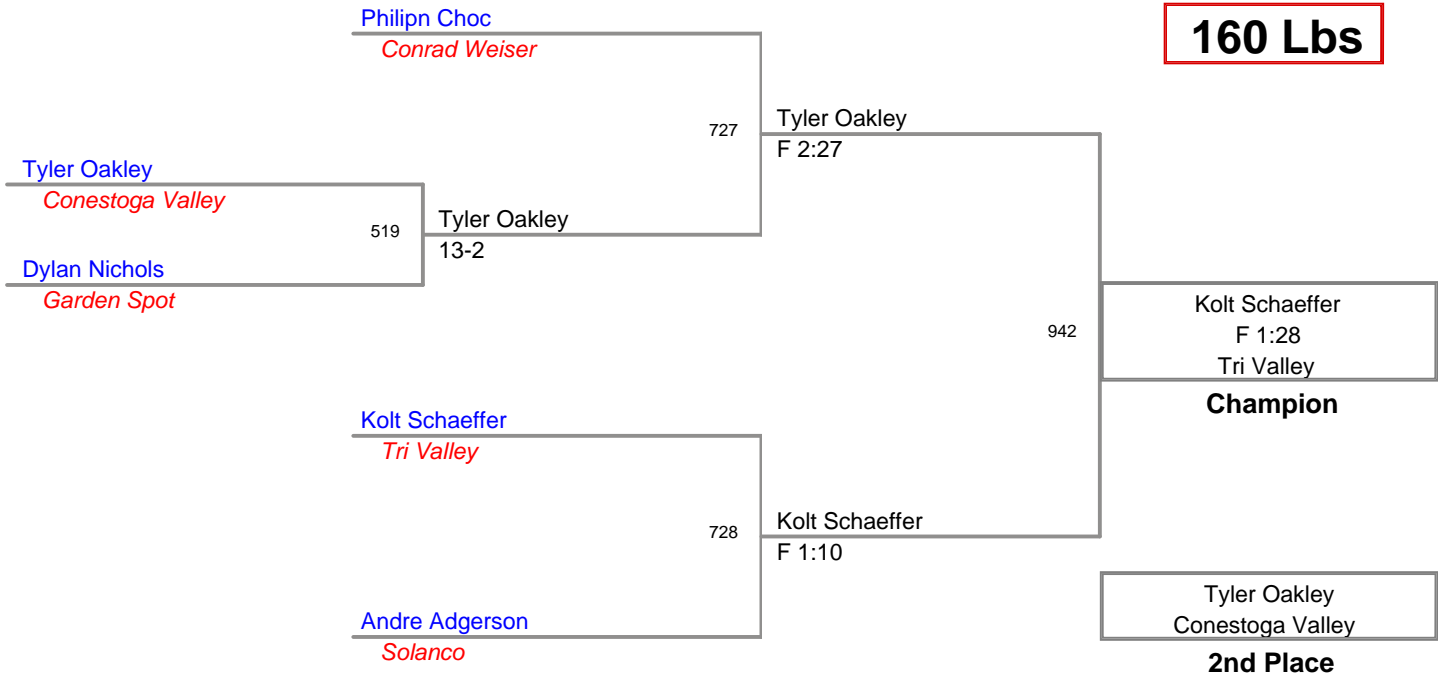 Philipn Choc
Conrad Weiser
160 Lbs
727
Tyler Oakley
F 2:27
Tyler Oakley
Conestoga Valley
519
Tyler Oakley
13-2
Dylan Nichols
Garden Spot
942
Kolt Schaeffer
F 1:28
Tri Valley
Champion
Kolt Schaeffer
Tri Valley
728
Kolt Schaeffer
F 1:10
Andre Adgerson
Solanco
Tyler Oakley
Conestoga Valley
2nd Place